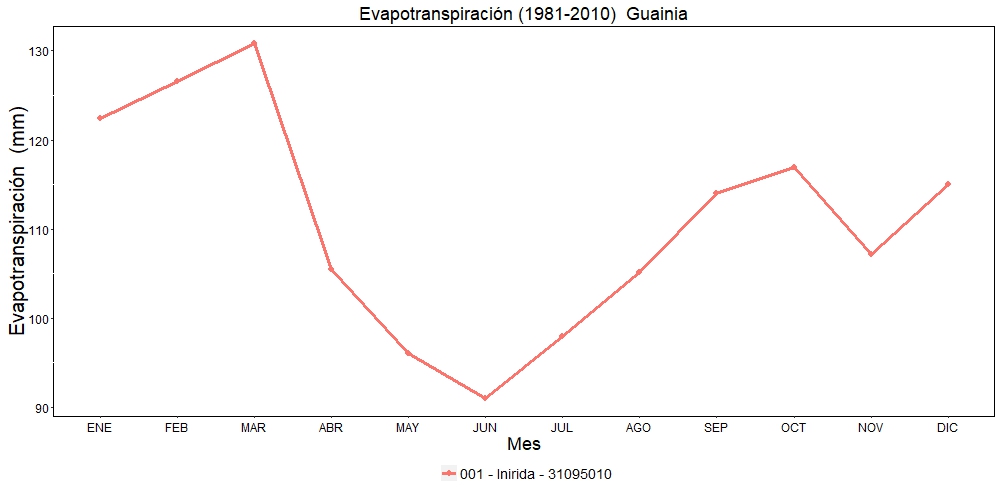 Evapotranspiración (1981-2010)  Guainia
Evapotranspiración  (mm)
130
120
110
100
90
ENE FEB MAR ABR MAY JUN JUL AGO SEP OCT NOV DIC
Mes
001 - Inirida - 31095010